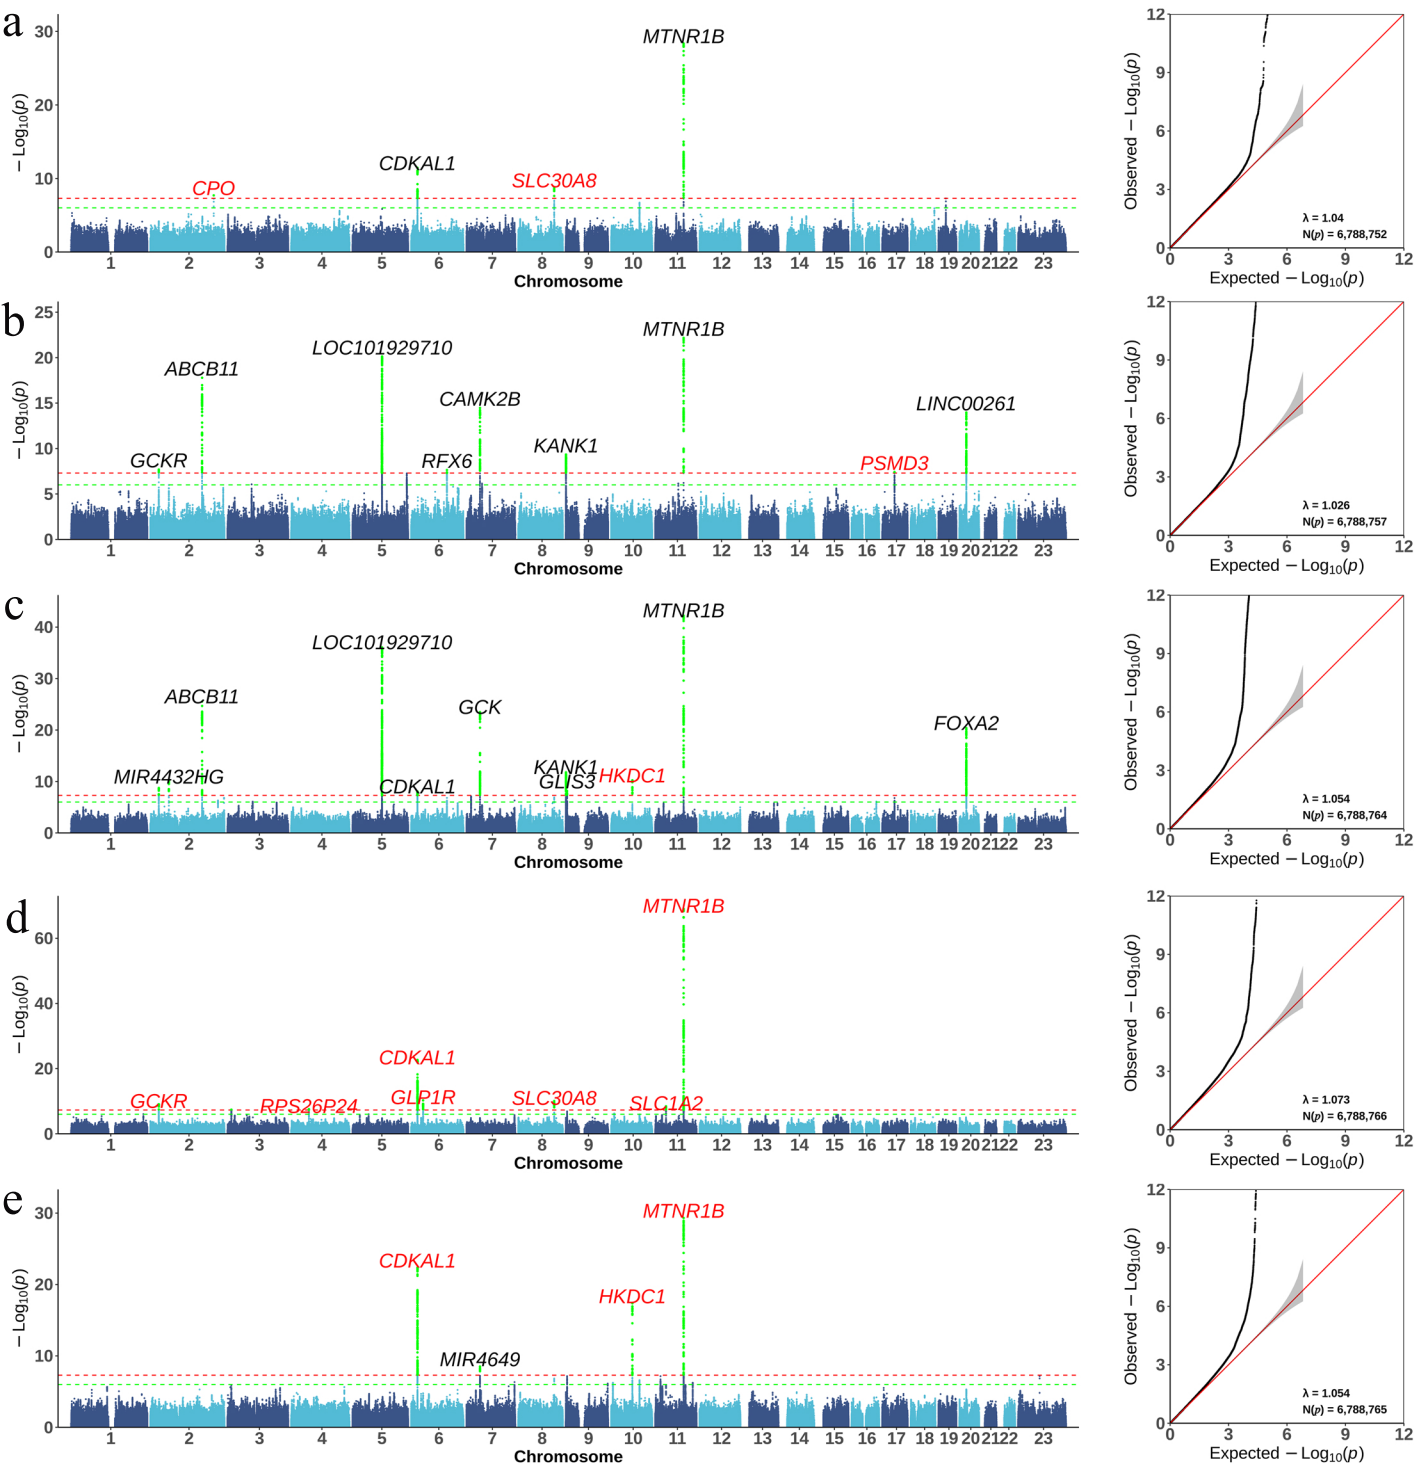 a
30
20
10
0
− Log10(p)
CPO
CDKAL1
SLC30A8
MTNR1B
1 2 3 4 5 6 7 8 9 10 11 12 13 14 15 16 17 18 19 20 21 22 23
Chromosome
12
9
6
3
0
Observed − Log10(p)
λ = 1.04
N(p) = 6,788,752
0 3 6 9 12
Expected − Log10(p)
b
25
20
15
10
5
0
− Log10(p)
GCKR
ABCB11
LOC101929710
RFX6
CAMK2B
KANK1
MTNR1B
PSMD3
LINC00261
1 2 3 4 5 6 7 8 9 10 11 12 13 14 15 16 17 18 19 20 21 22 23
Chromosome
12
9
6
3
0
Observed − Log10(p)
λ = 1.026
N(p) = 6,788,757
0 3 6 9 12
Expected − Log10(p)
c
40
30
20
10
0
− Log10(p)
MIR4432HG
ABCB11
LOC101929710
CDKAL1
GCK
KANK1
GLIS3
HKDC1
MTNR1B
FOXA2
1 2 3 4 5 6 7 8 9 10 11 12 13 14 15 16 17 18 19 20 21 22 23
Chromosome
12
9
6
3
0
Observed − Log10(p)
λ = 1.054
N(p) = 6,788,764
0 3 6 9 12
Expected − Log10(p)
d
60
40
20
0
− Log10(p)
GCKR
RPS26P24
CDKAL1
GLP1R
SLC30A8
SLC1A2
MTNR1B
1 2 3 4 5 6 7 8 9 10 11 12 13 14 15 16 17 18 19 20 21 22 23
Chromosome
12
9
6
3
0
Observed − Log10(p)
λ = 1.073
N(p) = 6,788,766
0 3 6 9 12
Expected − Log10(p)
e
30
20
10
0
− Log10(p)
CDKAL1
MIR4649
HKDC1
MTNR1B
1 2 3 4 5 6 7 8 9 10 11 12 13 14 15 16 17 18 19 20 21 22 23
Chromosome
12
9
6
3
0
Observed − Log10(p)
λ = 1.054
N(p) = 6,788,765
0 3 6 9 12
Expected − Log10(p)